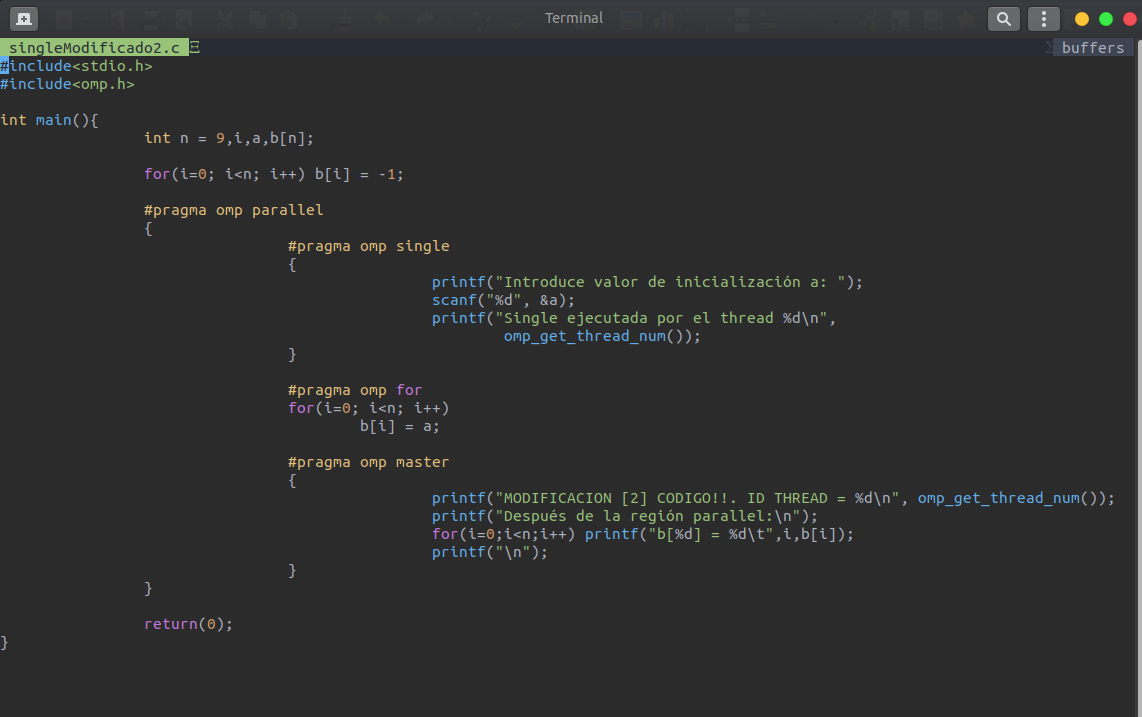 Terminal
singleModificado2.c
buffers
#include<stdio.h>
#include<omp.h>
int main(){
int n = 9,i,a,b[n];
for(i=0; i<n; i++) b[i] = -1;
#pragma omp parallel
{
#pragma omp single
{
printf("Introduce valor de inicialización a: ");
scanf("%d", &a);
printf("Single ejecutada por el thread %d\n",
omp_get_thread_num());
}
#pragma omp for
for(i=0; i<n; i++)
b[i] = a;
#pragma omp master
{
printf("MODIFICACION [2] CODIGO!!. ID THREAD = %d\n", omp_get_thread_num());
printf("Después de la región parallel:\n");
for(i=0;i<n;i++) printf("b[%d] = %d\t",i,b[i]);
printf("\n");
}
}
return(0);
}